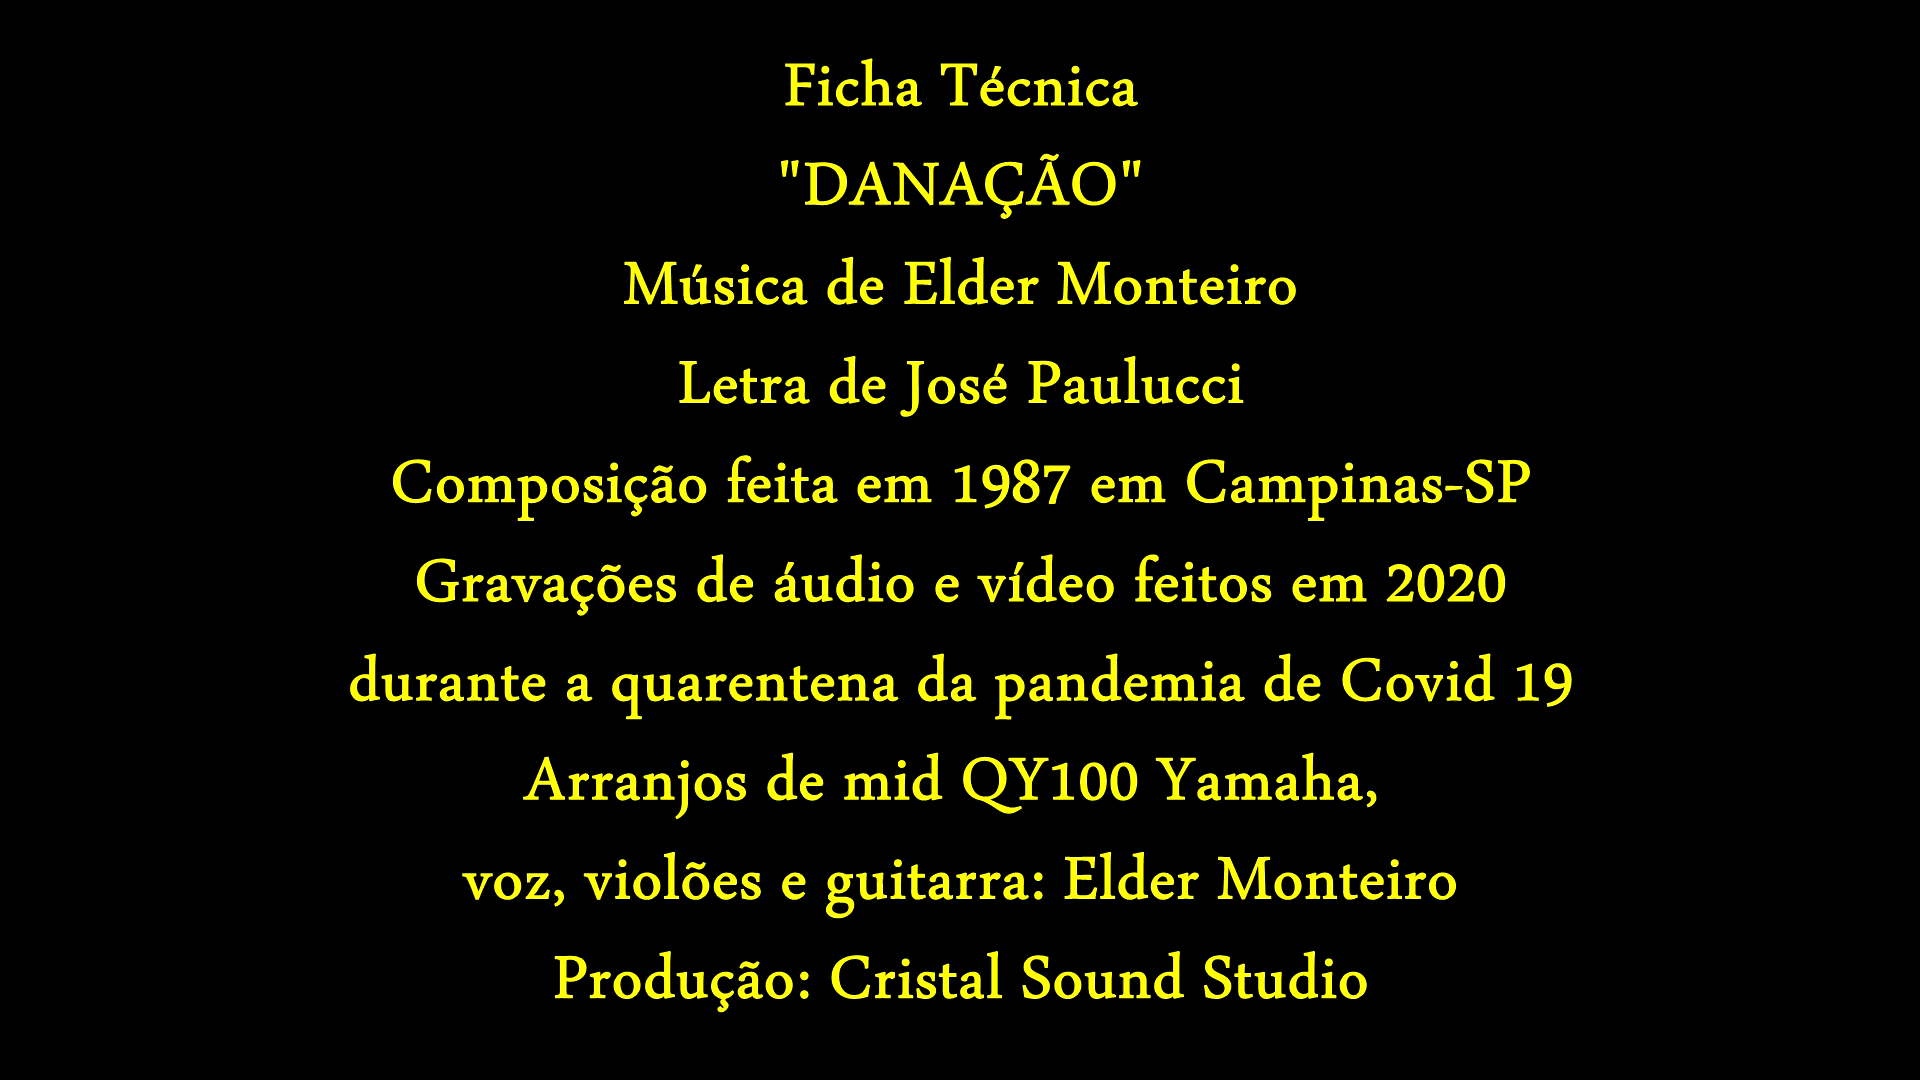 Ficha Técnica
"DANAÇÃO"
Música de Elder Monteiro
Letra de José Paulucci
Composição feita em 1987 em Campinas-SP
Gravações de áudio e vídeo feitos em 2020
durante a quarentena da pandemia de Covid 19
Arranjos de mid QY100 Yamaha,
voz, violões e guitarra: Elder Monteiro
Produção: Cristal Sound Studio